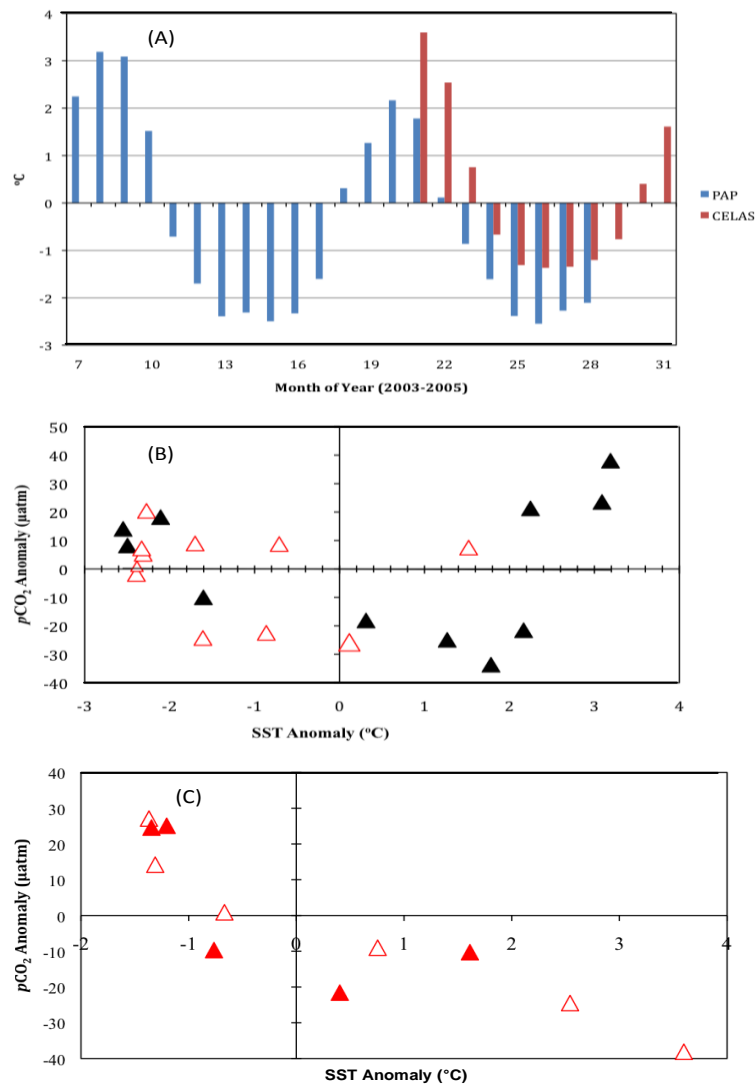 4
(A)
3
2
1
°C
0
PAP
CELAS
-1
-2
-3
7 10 13 16 19 22 25 28 31
Month of Year (2003-2005)
50
(B)
40
30
20
10
0
-10
-20
-30
-40
pCO₂ Anomaly (µatm)
-3 -2 -1 0 1 2 3 4
SST Anomaly (°C)
40
(C)
30
20
10
0
-10
-20
-30
-40
pCO₂ Anomaly (µatm)
-2 -1 0 1 2 3 4
SST Anomaly (°C)